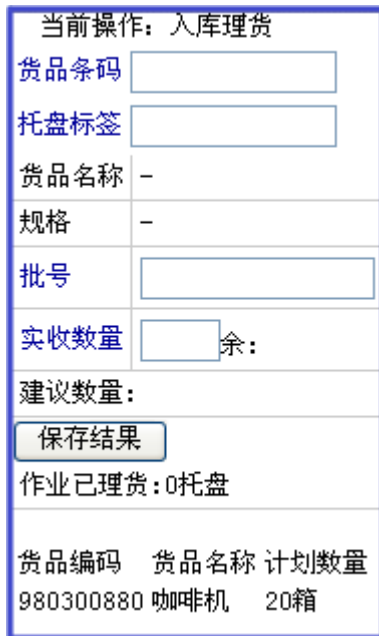 当前操作：入库理货
货品条码
托盘标签
货品名称 –
规格 –
批号
实收数量 余：
建议数量：
保存结果
作业已理货:0托盘
货品编码 货品名称 计划数量
980300880 咖啡机 20箱